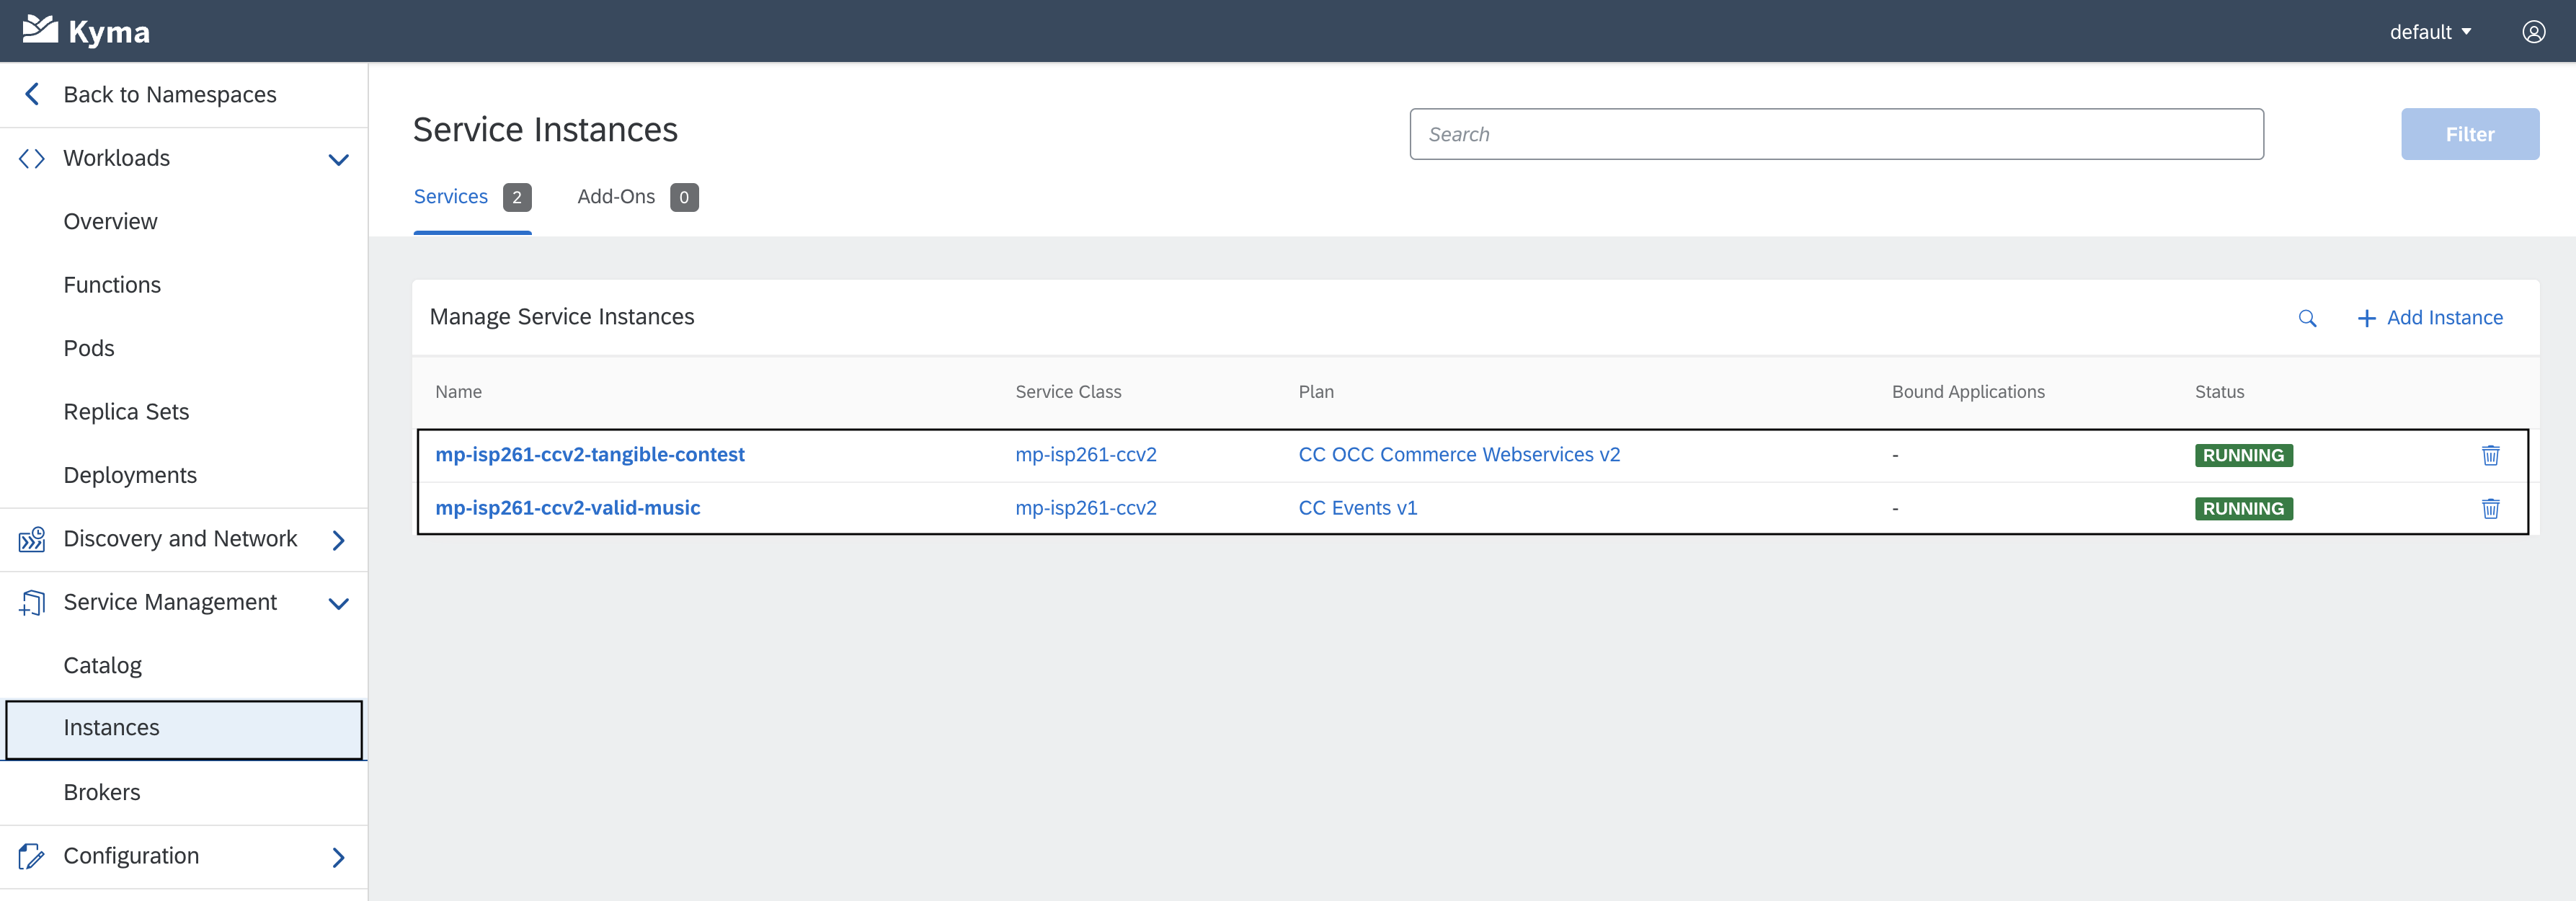 Kyma
default
Back to Namespaces
Workloads
Overview
Functions
Pods
Replica Sets
Deployments
Discovery and Network
Service Management
Catalog
Instances
Brokers
Configuration
Service Instances
Search
Filter
Services 2 Add-Ons 0
Manage Service Instances
Add Instance
Name Service Class Plan Bound Applications Status
mp-isp261-ccv2-tangible-contest mp-isp261-ccv2 CC OCC Commerce Webservices v2 - RUNNING
mp-isp261-ccv2-valid-music mp-isp261-ccv2 CC Events v1 - RUNNING